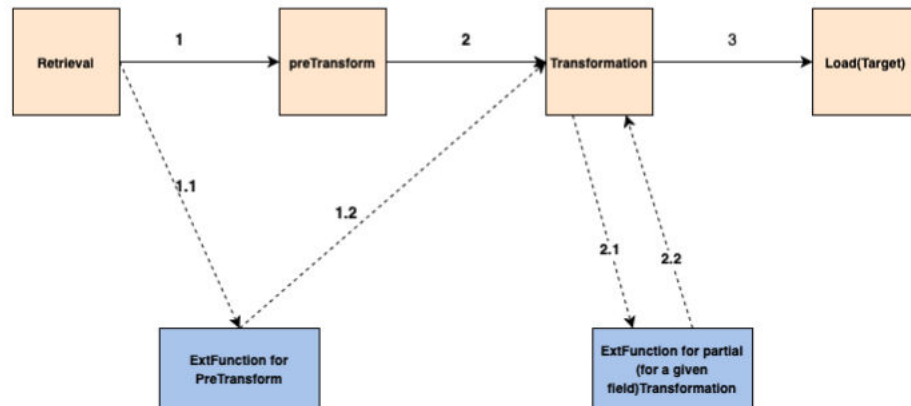 1
2
3
Retrieval
preTransform
Transformation
Load(Target)
1.1
1.2
2.1
2.2
ExtFunction for
PreTransform
ExtFunction for partial
(for a given
field)Transformation